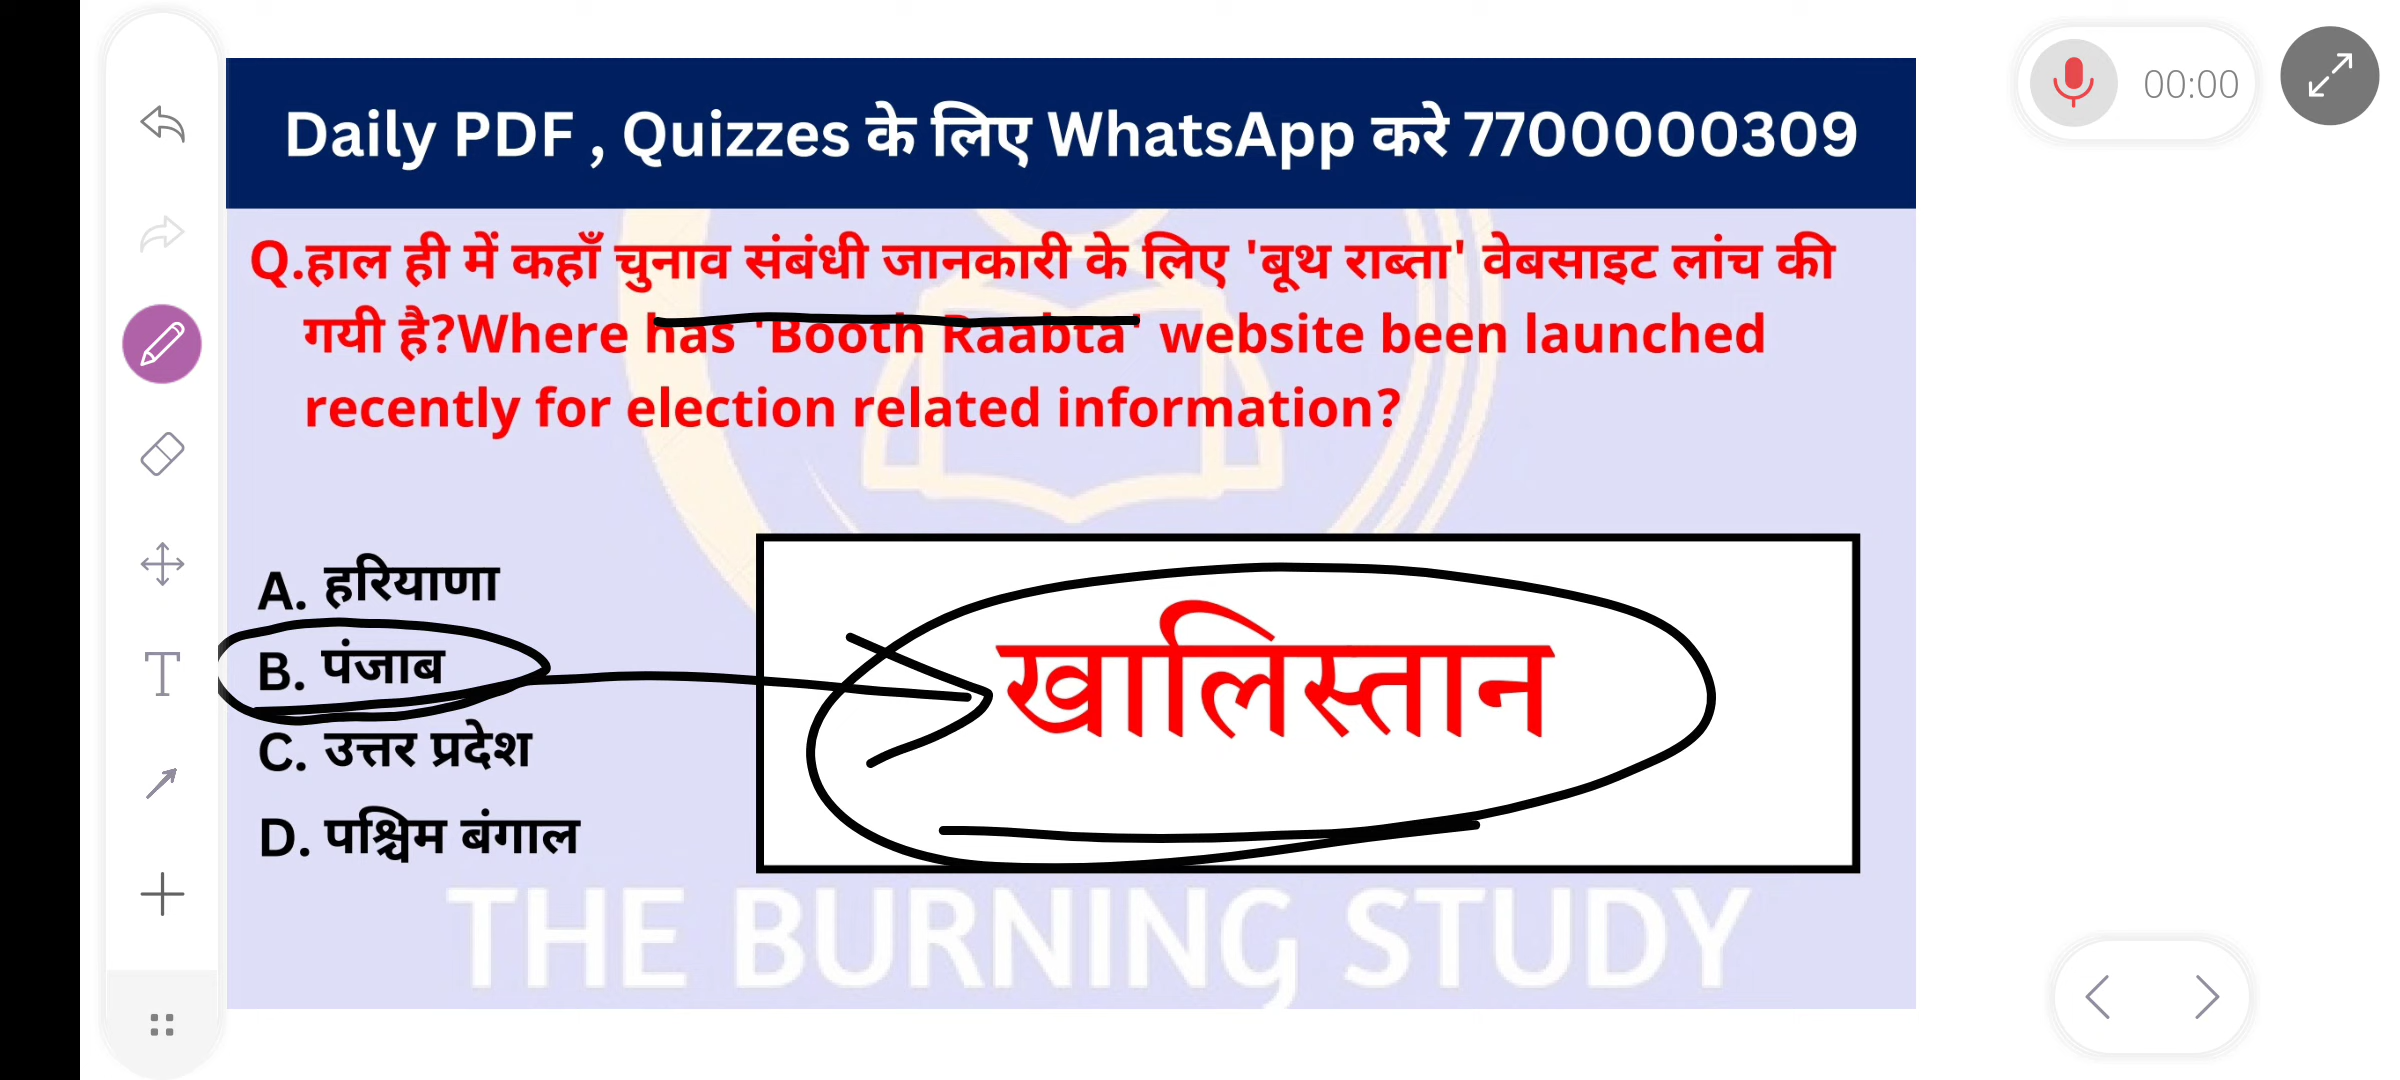 Daily PDF , Quizzes के लिए WhatsApp करे 7700000309
00:00
Q.हाल ही में कहाँ चुनाव संबंधी जानकारी के लिए 'बूथ राब्ता' वेबसाइट लांच की
गयी है?Where has 'Booth Raabta' website been launched
recently for election related information?
A. हरियाणा
B. पंजाब
C. उत्तर प्रदेश
D. पश्चिम बंगाल
खालिस्तान
THE BURNING STUDY